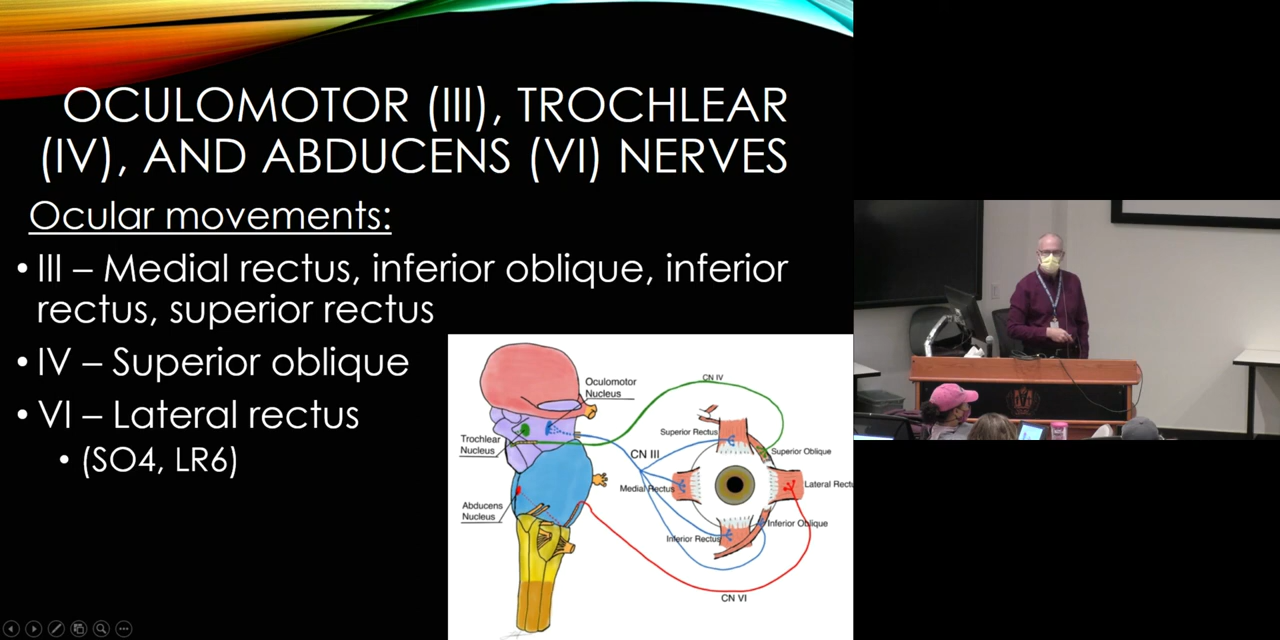 OCULOMOTOR (III), TROCHLEAR
(IV), AND ABDUCENS (VI) NERVES
Ocular movements:
• III – Medial rectus, inferior oblique, inferior
rectus, superior rectus
• IV – Superior oblique
• VI – Lateral rectus
• (SO4, LR6)
Oculomotor
Nucleus
Trochlear
Nucleus
Abducens
Nucleus
CN IV
Superior Rectus
Superior Oblique
CN III
Medial Rectus
Lateral Rect
Inferior Oblique
Inferior Rectus
CN VI